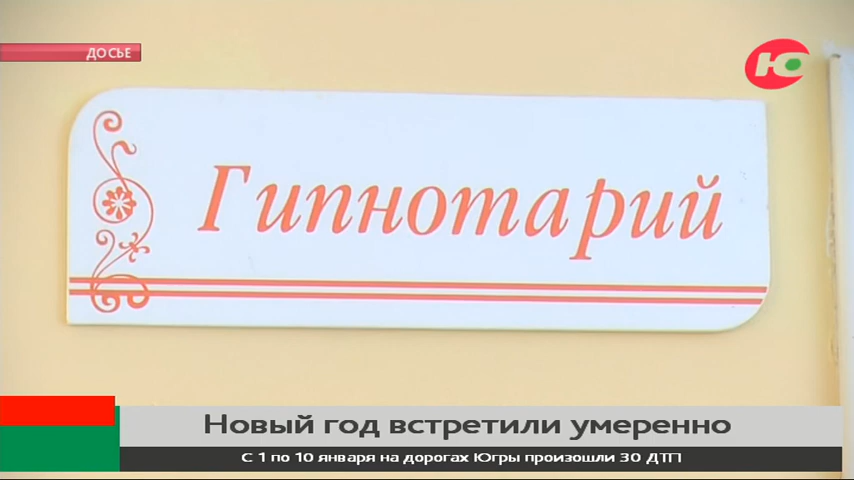 ДОСЬЕ
Ю
Гипнотарий
Новый год встретили умеренно
С 1 по 10 января на дорогах Югры произошли 30 ДТП